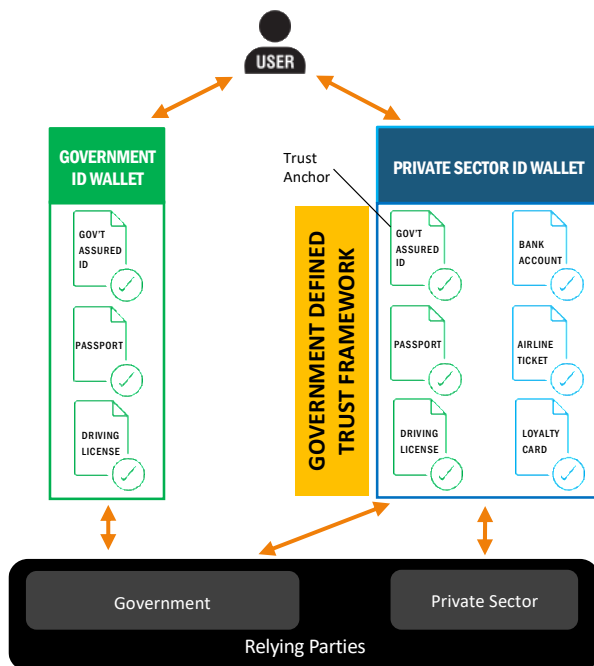 USER
GOVERNMENT
ID WALLET
GOV'T
ASSURED
ID
PASSPORT
DRIVING
LICENSE
Trust
Anchor
GOVERNMENT DEFINED
TRUST FRAMEWORK
PRIVATE SECTOR ID WALLET
GOV'T
ASSURED
ID
BANK
ACCOUNT
PASSPORT
AIRLINE
TICKET
DRIVING
LICENSE
LOYALTY
CARD
Government
Private Sector
Relying Parties